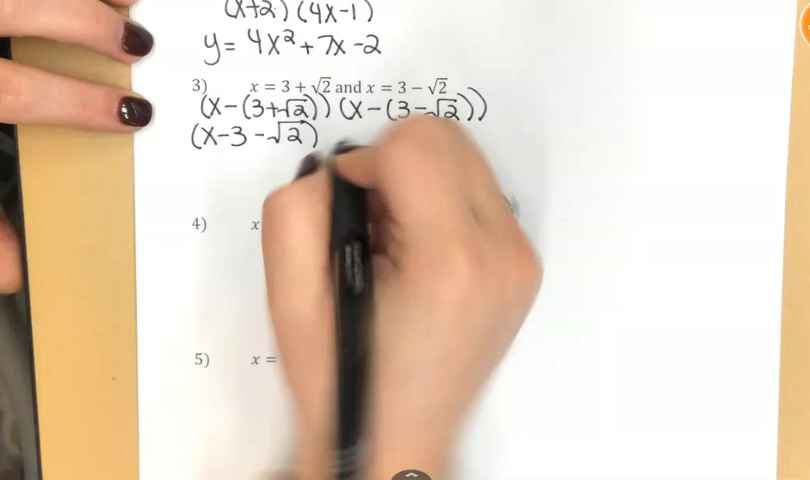 (x+2)(4x-1)
y = 4x² + 7x - 2
3) x = 3 + √2 and x = 3 − √2
(x-(3+√2))(x-(3-√2))
(x-3-√2)
4) x
5) x =